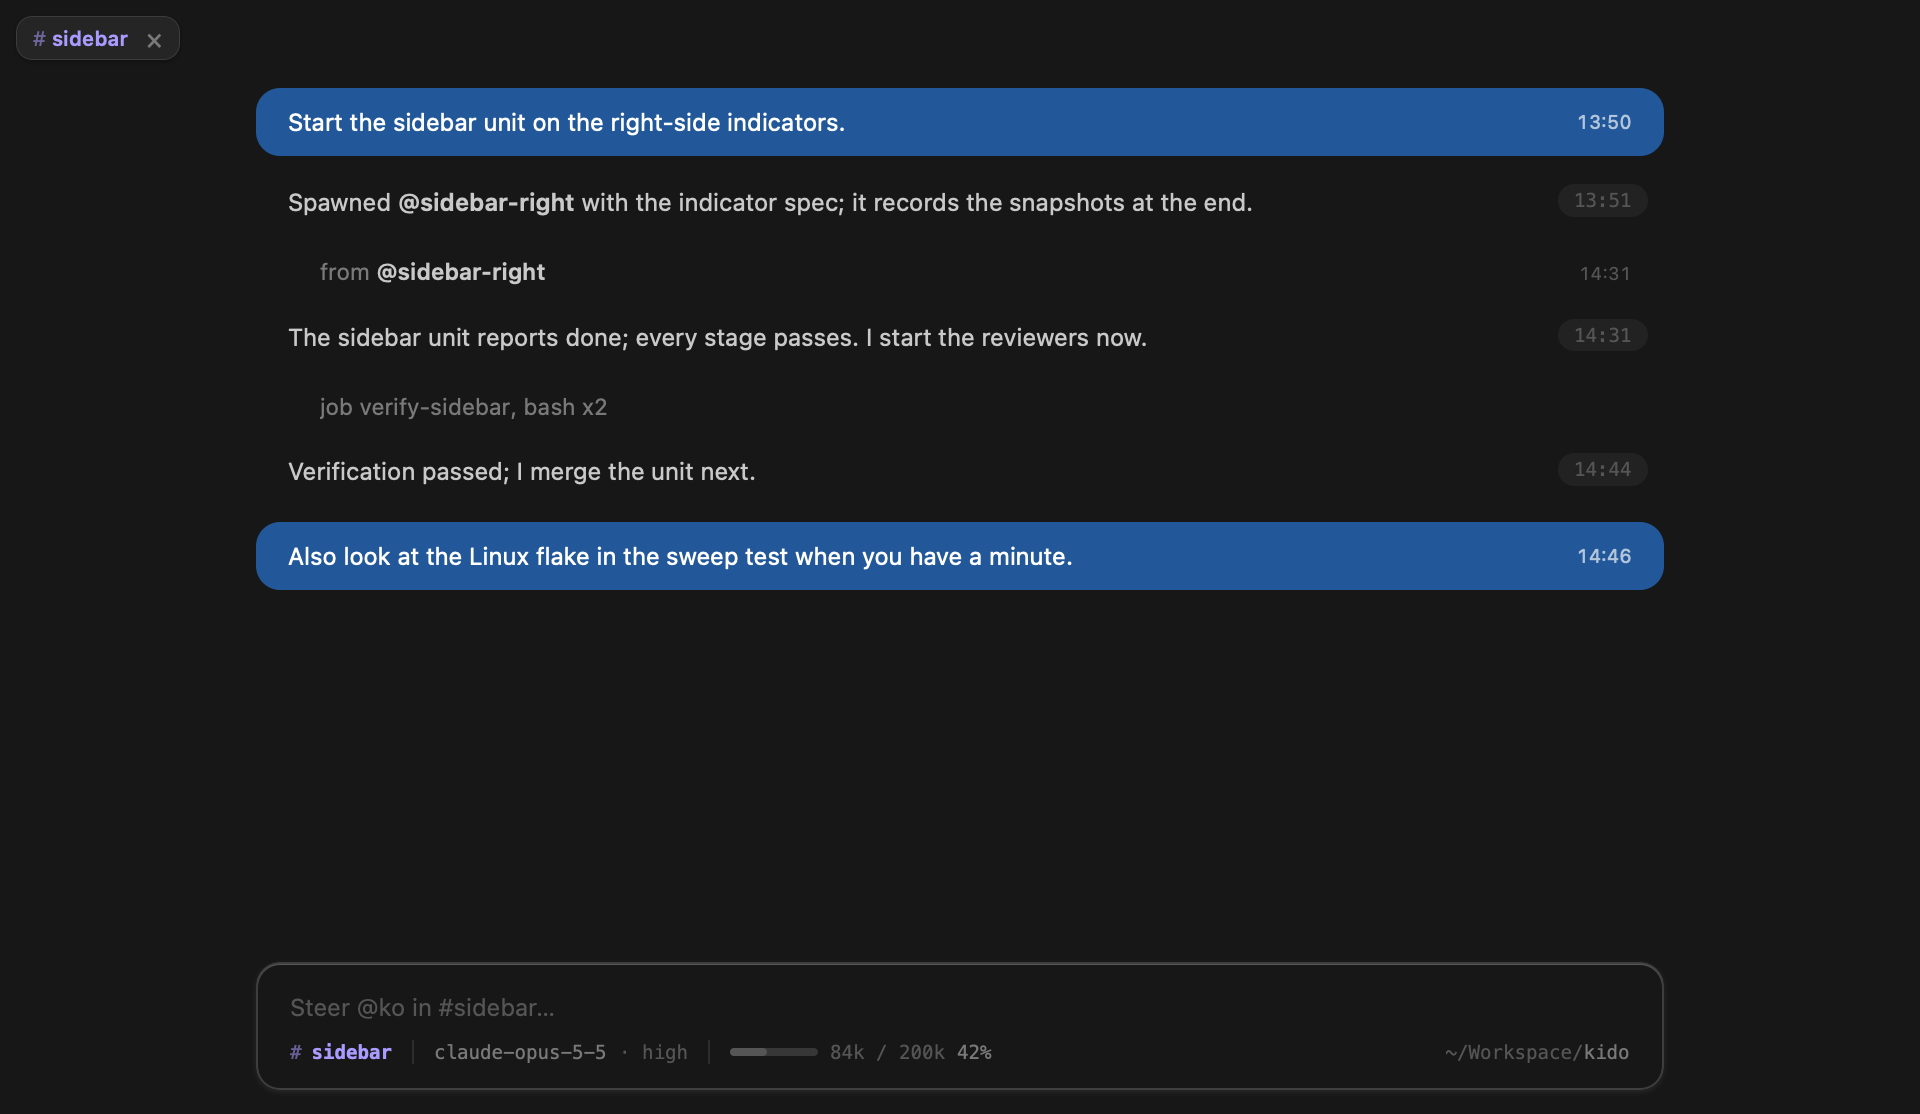 # sidebar ×
Start the sidebar unit on the right-side indicators. 13:50
Spawned @sidebar-right with the indicator spec; it records the snapshots at the end. 13:51
from @sidebar-right 14:31
The sidebar unit reports done; every stage passes. I start the reviewers now. 14:31
job verify-sidebar, bash x2
Verification passed; I merge the unit next. 14:44
Also look at the Linux flake in the sweep test when you have a minute. 14:46
Steer @ko in #sidebar...
# sidebar | claude-opus-5-5 · high | 84k / 200k 42% ~/Workspace/kido